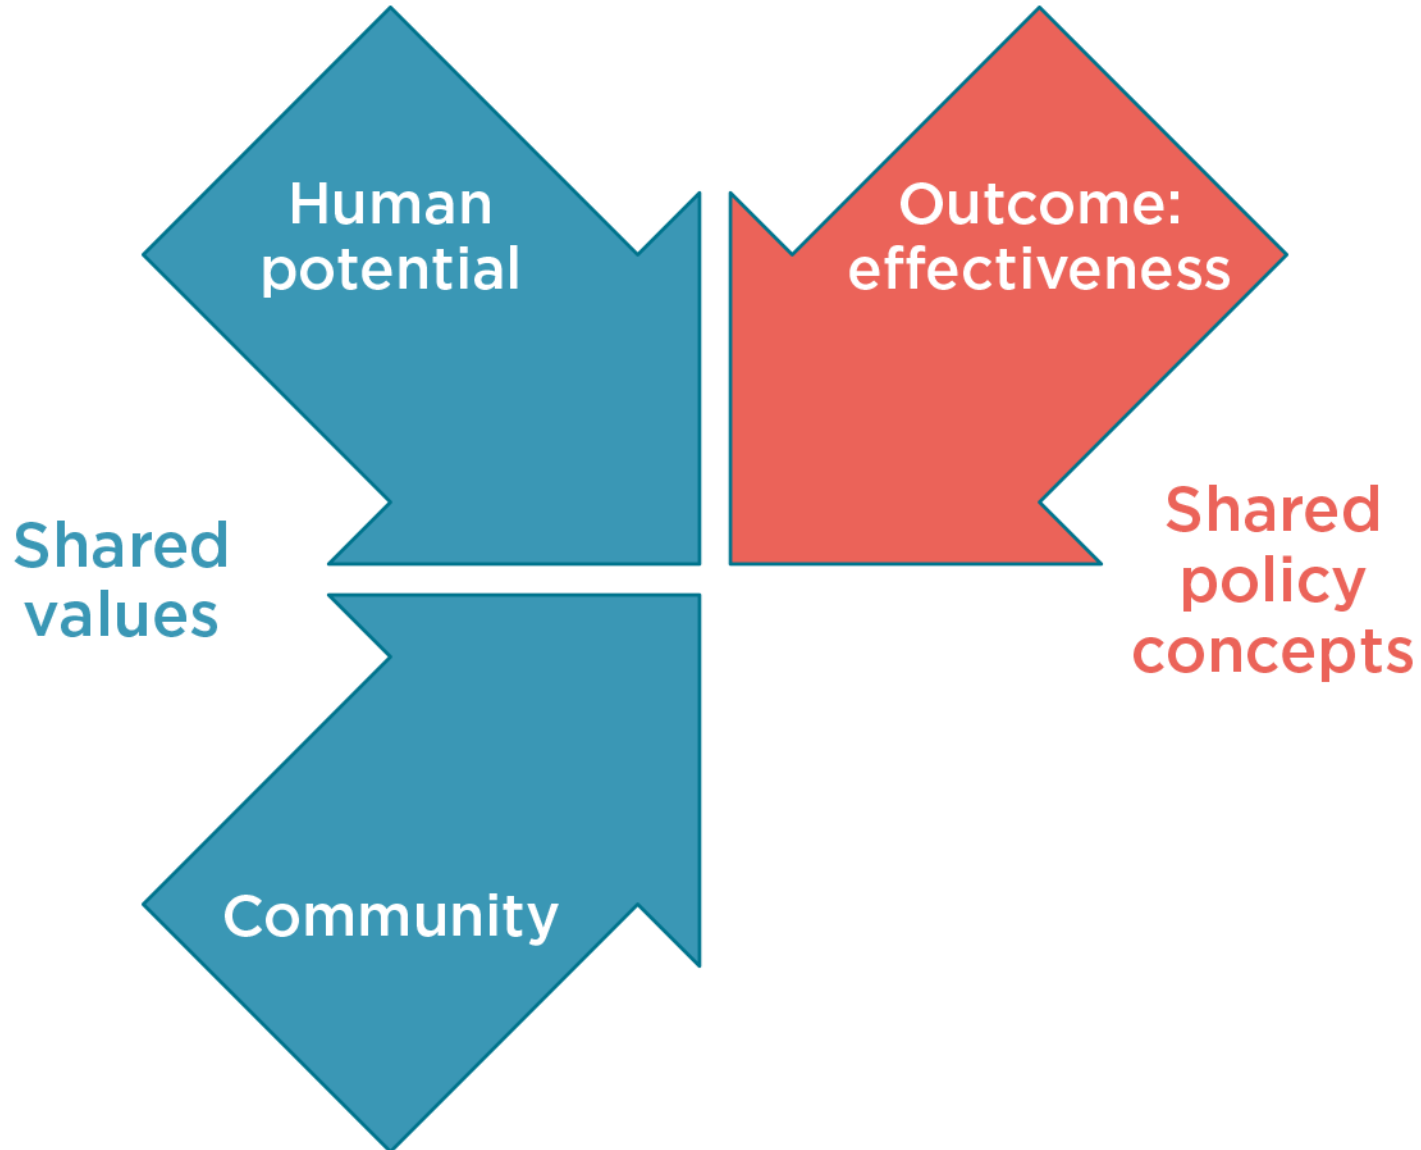 Human
potential
Outcome:
effectiveness
Shared
values
Shared
policy
concepts
Community